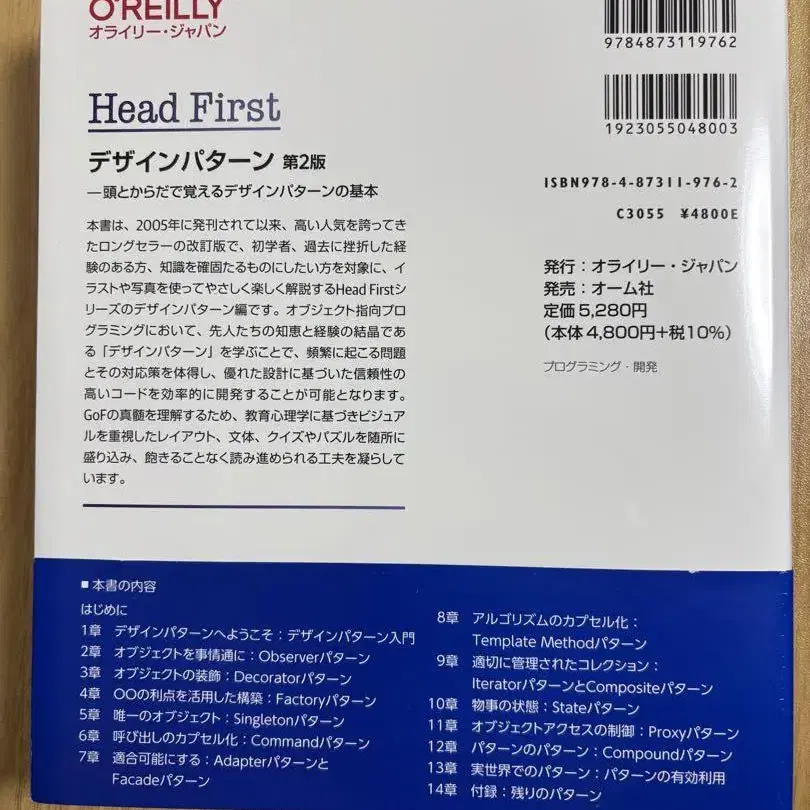 O'REILLY
オライリー・ジャパン
9784873119762
1923055048003
Head First
デザインパターン 第2版
―頭とからだで覚えるデザインパターンの基本
ISBN978-4-87311-976-2
C3055 ¥4800E
本書は、2005年に発刊されて以来、高い人気を誇ってき
たロングセラーの改訂版で、初学者、過去に挫折した経
験のある方、知識を確固たるものにしたい方を対象に、イ
ラストや写真を使ってやさしく楽しく解説するHead Firstシ
リーズのデザインパターン編です。オブジェクト指向プ
ログラミングにおいて、先人たちの知恵と経験の結晶であ
る「デザインパターン」を学ぶことで、頻繁に起こる問題
とその対応策を体得し、優れた設計に基づいた信頼性の
高いコードを効率的に開発することが可能となります。
GoFの真髄を理解するため、教育心理学に基づきビジュア
ルを重視したレイアウト、文体、クイズやパズルを随所に
盛り込み、飽きることなく読み進められる工夫を凝らして
います。
発行：オライリー・ジャパン
発売：オーム社
定価5,280円
（本体4,800円+税10%）
プログラミング・開発
■ 本書の内容
はじめに
1章 デザインパターンへようこそ：デザインパターン入門
2章 オブジェクトを事情通に：Observerパターン
3章 オブジェクトの装飾：Decoratorパターン
4章 OOの利点を活用した構築：Factoryパターン
5章 唯一のオブジェクト：Singletonパターン
6章 呼び出しのカプセル化：Commandパターン
7章 適合可能にする：Adapterパターンと
Facadeパターン
8章 アルゴリズムのカプセル化：
Template Methodパターン
9章 適切に管理されたコレクション：
IteratorパターンとCompositeパターン
10章 物事の状態：Stateパターン
11章 オブジェクトアクセスの制御：Proxyパターン
12章 パターンのパターン：Compoundパターン
13章 実世界でのパターン：パターンの有効利用
14章 付録：残りのパターン